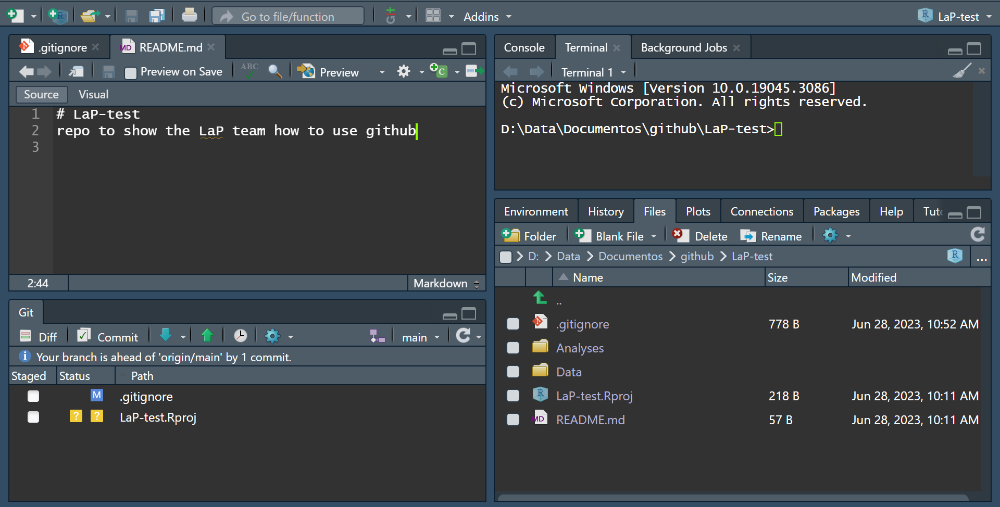 Go to file/function
Addins
LaP-test
.gitignore
README.md
ABC
Preview on Save
Preview
Source
Visual
1 # LaP-test
2 repo to show the LaP team how to use github
3
2:44
Markdown
Git
Diff
Commit
main
Your branch is ahead of 'origin/main' by 1 commit.
Staged Status Path
M .gitignore
? ? LaP-test.Rproj
Console
Terminal
Background Jobs
Terminal 1
Microsoft Windows [Version 10.0.19045.3086]
(c) Microsoft Corporation. All rights reserved.
D:\Data\Documentos\github\LaP-test>
Environment
History
Files
Plots
Connections
Packages
Help
Folder
Blank File
Delete
Rename
D: > Data > Documentos > github > LaP-test
...
Name Size Modified
..
.gitignore 778 B Jun 28, 2023, 10:52 AM
Analyses
Data
LaP-test.Rproj 218 B Jun 28, 2023, 10:11 AM
README.md 57 B Jun 28, 2023, 10:11 AM